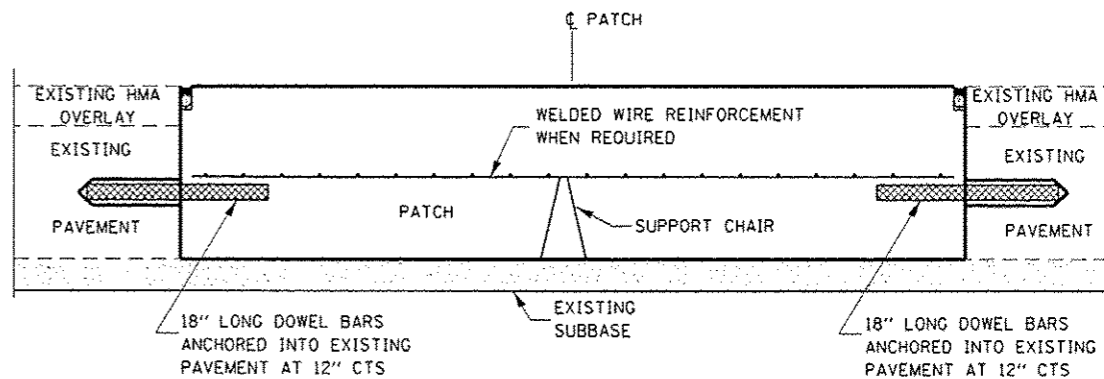 ℄ PATCH
EXISTING HMA
OVERLAY
WELDED WIRE REINFORCEMENT
WHEN REQUIRED
EXISTING HMA
OVERLAY
EXISTING
PAVEMENT
PATCH
SUPPORT CHAIR
EXISTING
PAVEMENT
18" LONG DOWEL BARS
ANCHORED INTO EXISTING
PAVEMENT AT 12" CTS
EXISTING
SUBBASE
18" LONG DOWEL BARS
ANCHORED INTO EXISTING
PAVEMENT AT 12" CTS